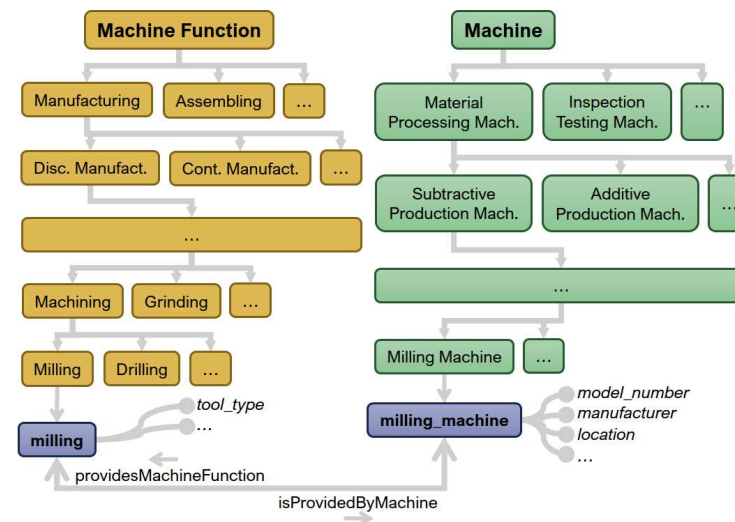 Machine Function
Manufacturing
Assembling
...
Disc. Manufact.
Cont. Manufact.
...
...
Machining
Grinding
...
Milling
Drilling
...
milling
tool_type
...
Machine
Material
Processing Mach.
Inspection
Testing Mach.
...
Subtractive
Production Mach.
Additive
Production Mach.
...
...
Milling Machine
...
milling_machine
model_number
manufacturer
location
...
providesMachineFunction
isProvidedByMachine